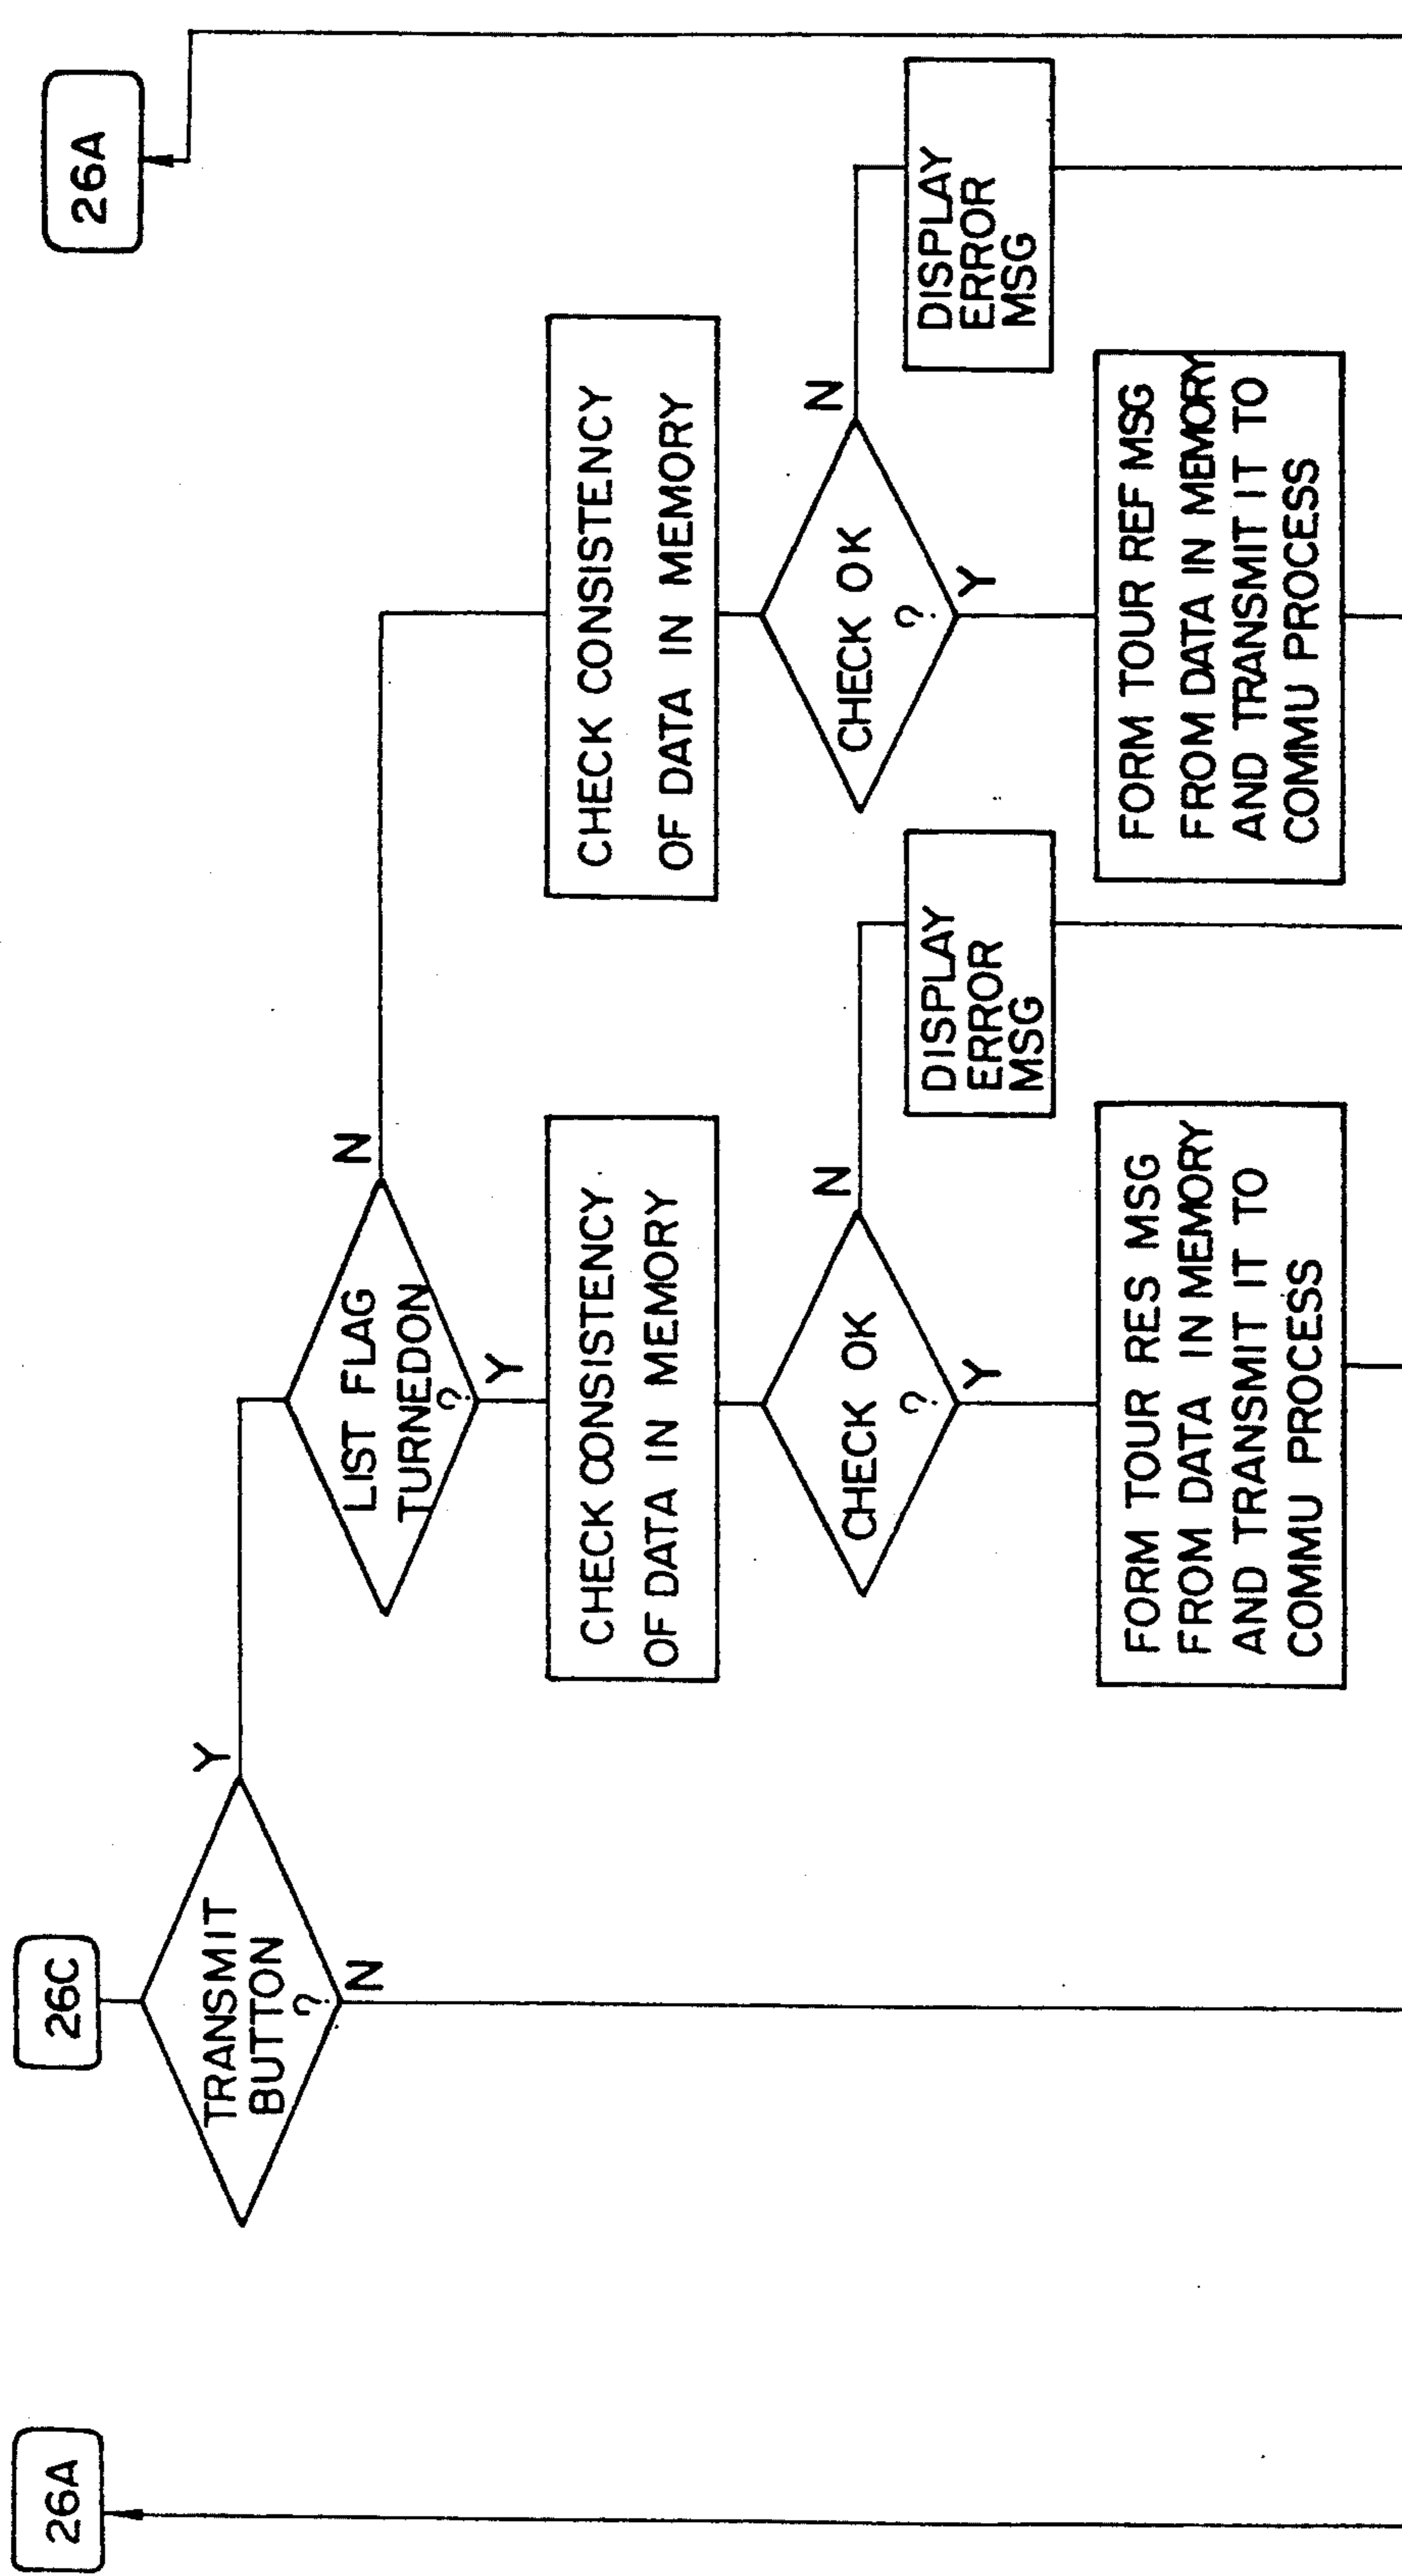 26A
26C
26A
TRANSMIT
BUTTON
?
Y
N
LIST FLAG
TURNEDON
?
N
Y
CHECK CONSISTENCY
OF DATA IN MEMORY
CHECK CONSISTENCY
OF DATA IN MEMORY
CHECK OK
?
N
Y
CHECK OK
?
N
Y
DISPLAY
ERROR
MSG
DISPLAY
ERROR
MSG
FORM TOUR RES MSG
FROM DATA IN MEMORY
AND TRANSMIT IT TO
COMMU PROCESS
FORM TOUR REF MSG
FROM DATA IN MEMORY
AND TRANSMIT IT TO
COMMU PROCESS